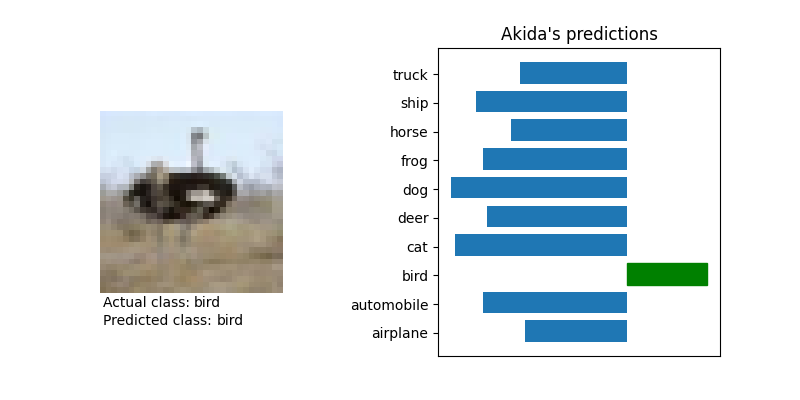 Akida's predictions
truck
ship
horse
frog
dog
deer
cat
bird
automobile
airplane
Actual class: bird
Predicted class: bird